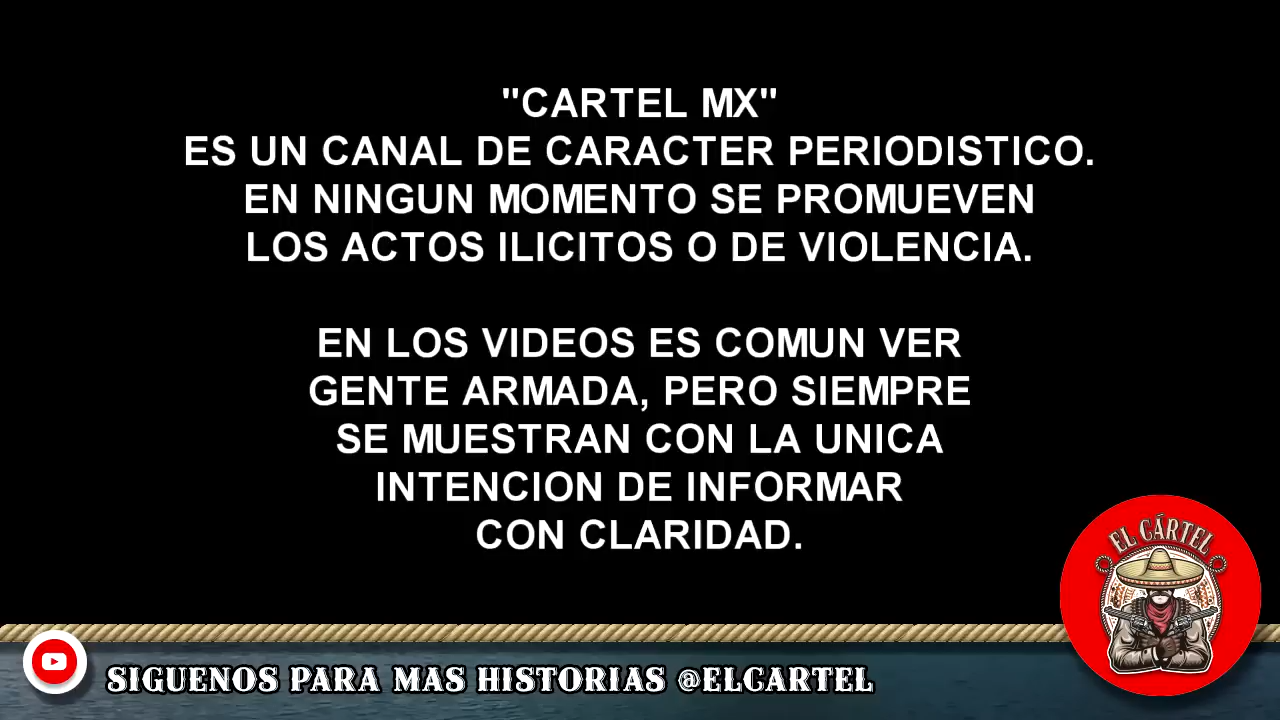 "CARTEL MX"
ES UN CANAL DE CARACTER PERIODISTICO.
EN NINGUN MOMENTO SE PROMUEVEN
LOS ACTOS ILICITOS O DE VIOLENCIA.
EN LOS VIDEOS ES COMUN VER
GENTE ARMADA, PERO SIEMPRE
SE MUESTRAN CON LA UNICA
INTENCION DE INFORMAR
CON CLARIDAD.
EL CÁRTEL
SIGUENOS PARA MAS HISTORIAS @ELCARTEL